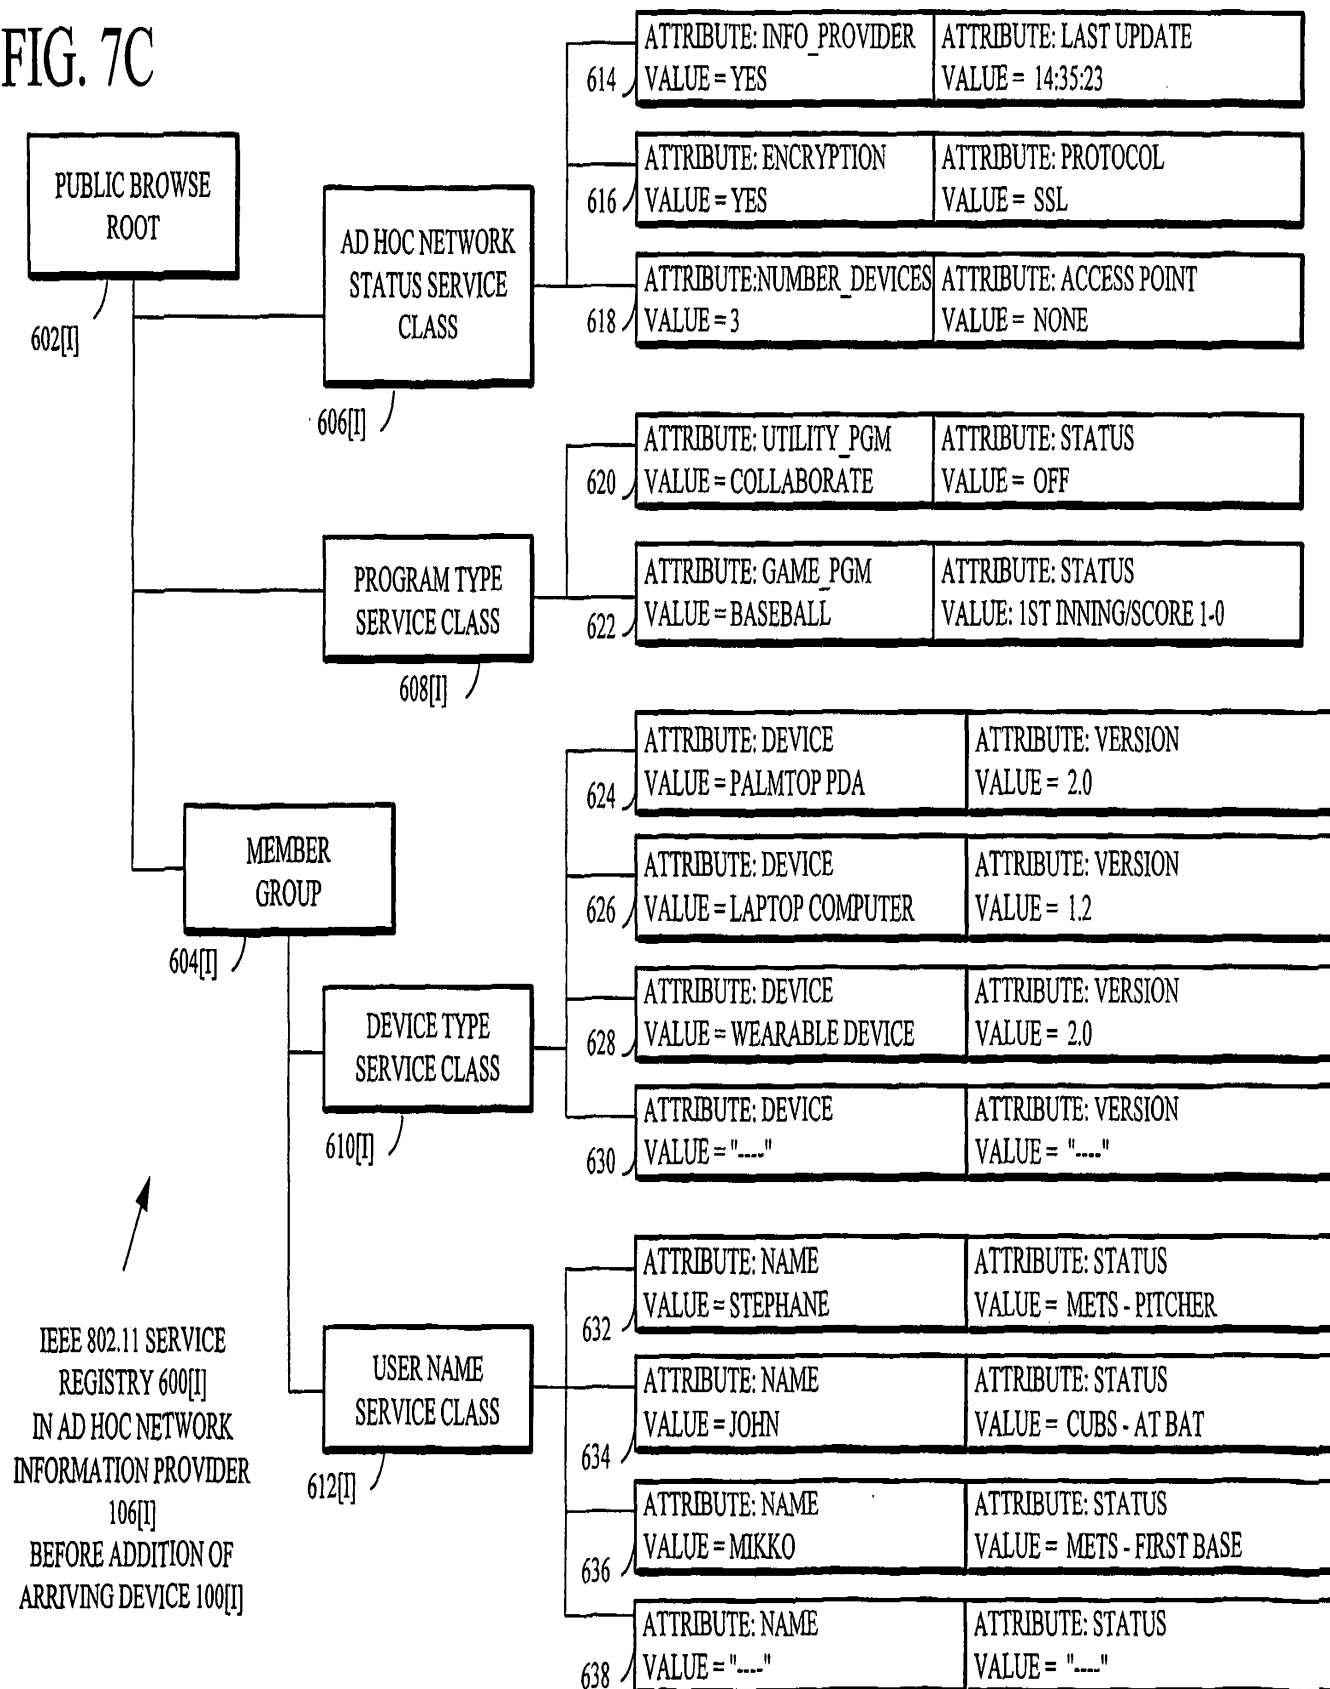 FIG. 7C
PUBLIC BROWSE
ROOT
602[I]
AD HOC NETWORK
STATUS SERVICE
CLASS
606[I]
614
ATTRIBUTE: INFO_PROVIDER
VALUE = YES
ATTRIBUTE: LAST UPDATE
VALUE = 14:35:23
616
ATTRIBUTE: ENCRYPTION
VALUE = YES
ATTRIBUTE: PROTOCOL
VALUE = SSL
618
ATTRIBUTE:NUMBER_DEVICES
VALUE = 3
ATTRIBUTE: ACCESS POINT
VALUE = NONE
PROGRAM TYPE
SERVICE CLASS
608[I]
620
ATTRIBUTE: UTILITY_PGM
VALUE = COLLABORATE
ATTRIBUTE: STATUS
VALUE = OFF
622
ATTRIBUTE: GAME_PGM
VALUE = BASEBALL
ATTRIBUTE: STATUS
VALUE: 1ST INNING/SCORE 1-0
MEMBER
GROUP
604[I]
DEVICE TYPE
SERVICE CLASS
610[I]
624
ATTRIBUTE: DEVICE
VALUE = PALMTOP PDA
ATTRIBUTE: VERSION
VALUE = 2.0
626
ATTRIBUTE: DEVICE
VALUE = LAPTOP COMPUTER
ATTRIBUTE: VERSION
VALUE = 1.2
628
ATTRIBUTE: DEVICE
VALUE = WEARABLE DEVICE
ATTRIBUTE: VERSION
VALUE = 2.0
630
ATTRIBUTE: DEVICE
VALUE = "----"
ATTRIBUTE: VERSION
VALUE = "----"
USER NAME
SERVICE CLASS
612[I]
632
ATTRIBUTE: NAME
VALUE = STEPHANE
ATTRIBUTE: STATUS
VALUE = METS - PITCHER
634
ATTRIBUTE: NAME
VALUE = JOHN
ATTRIBUTE: STATUS
VALUE = CUBS - AT BAT
636
ATTRIBUTE: NAME
VALUE = MIKKO
ATTRIBUTE: STATUS
VALUE = METS - FIRST BASE
638
ATTRIBUTE: NAME
VALUE = "----"
ATTRIBUTE: STATUS
VALUE = "----"
IEEE 802.11 SERVICE
REGISTRY 600[I]
IN AD HOC NETWORK
INFORMATION PROVIDER
106[I]
BEFORE ADDITION OF
ARRIVING DEVICE 100[I]